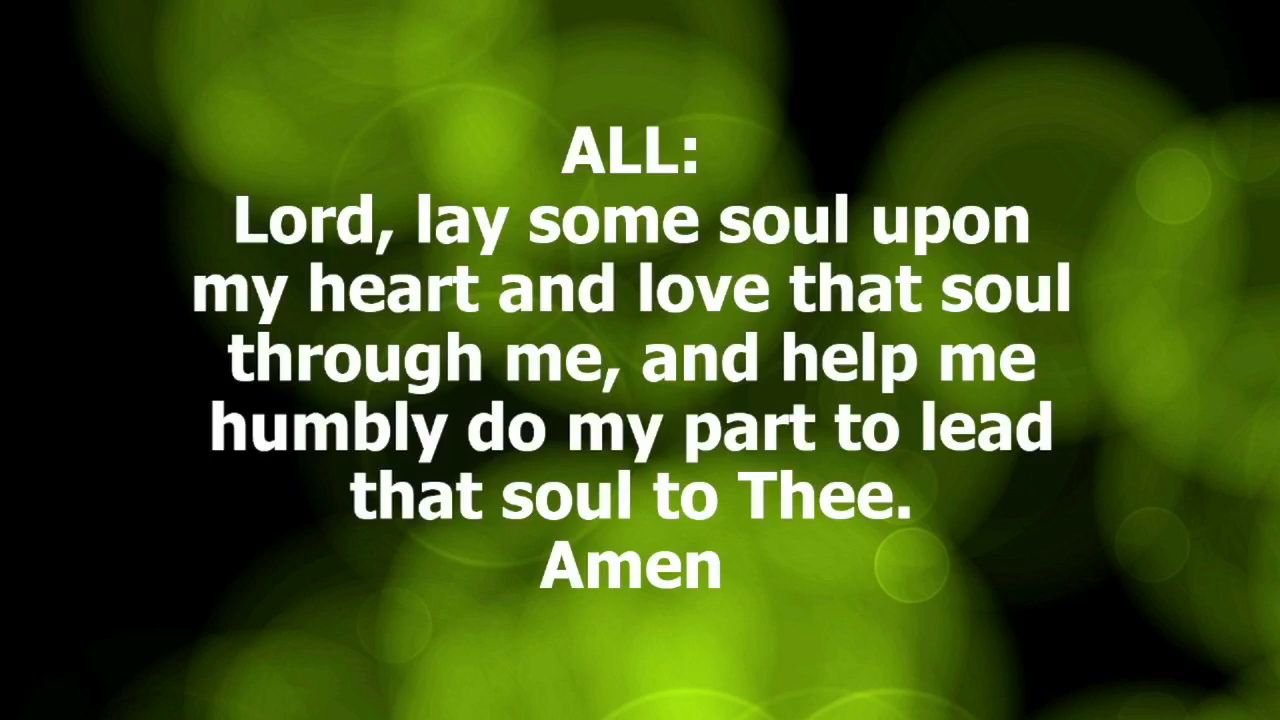 ALL:
Lord, lay some soul upon
my heart and love that soul
through me, and help me
humbly do my part to lead
that soul to Thee.
Amen